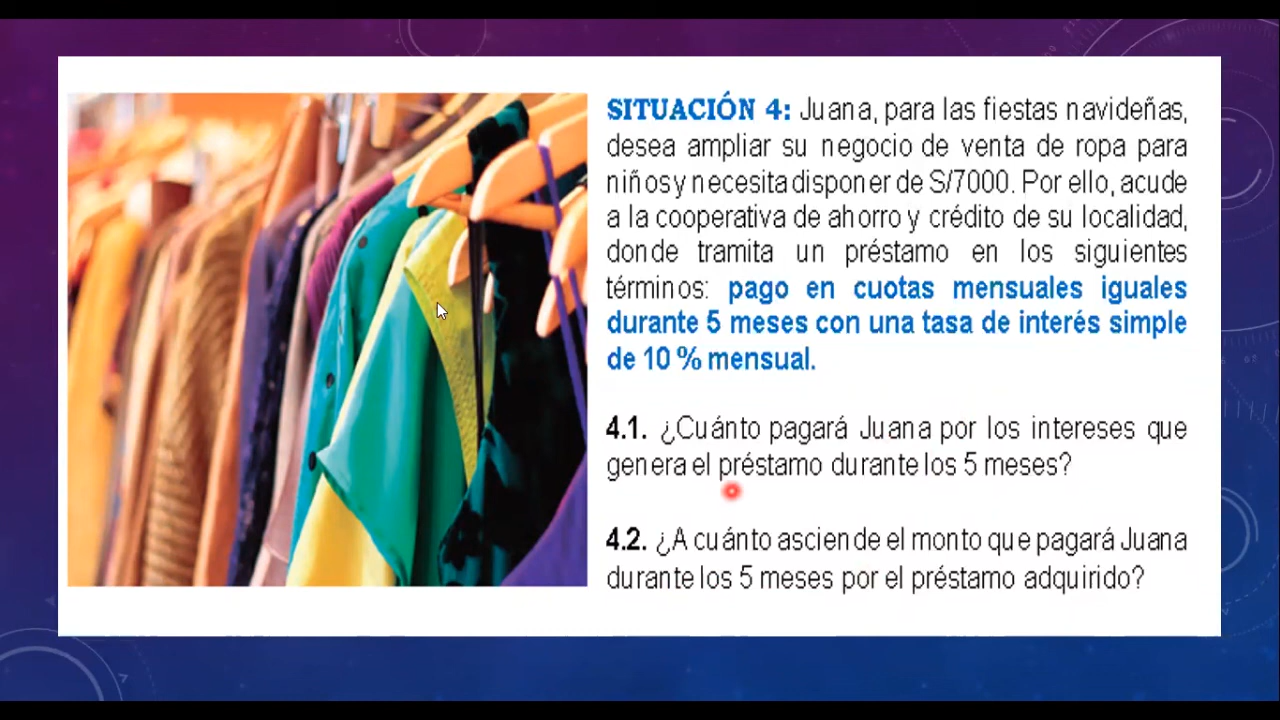 SITUACIÓN 4: Juana, para las fiestas navideñas,
desea ampliar su negocio de venta de ropa para
niños y necesita disponer de S/7000. Por ello, acude
a la cooperativa de ahorro y crédito de su localidad,
donde tramita un préstamo en los siguientes
términos: pago en cuotas mensuales iguales
durante 5 meses con una tasa de interés simple
de 10 % mensual.
4.1. ¿Cuánto pagará Juana por los intereses que
genera el préstamo durante los 5 meses?
4.2. ¿A cuánto asciende el monto que pagará Juana
durante los 5 meses por el préstamo adquirido?